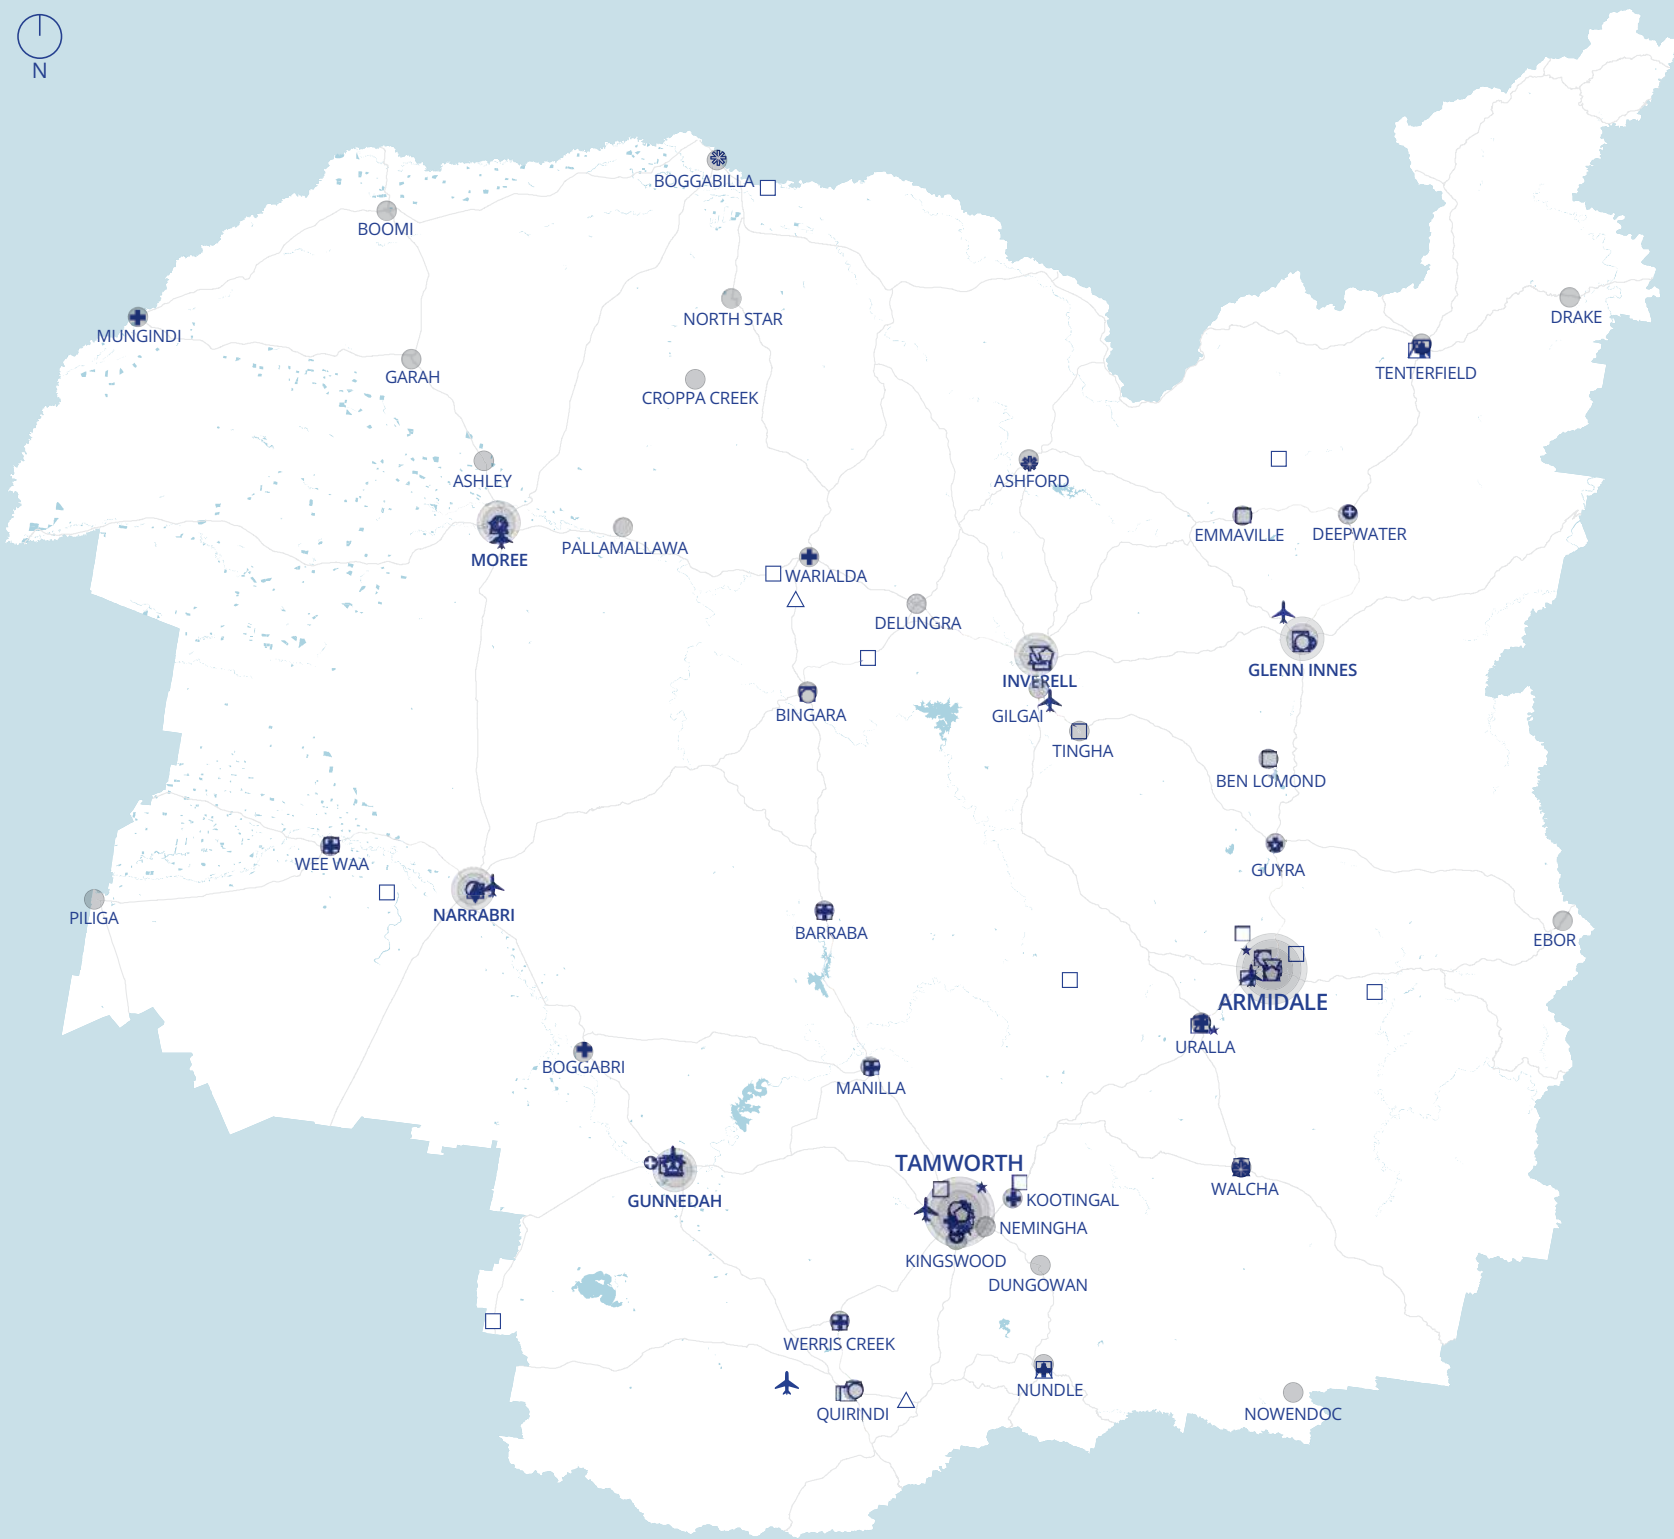 N
BOGGABILLA
BOOMI
NORTH STAR
DRAKE
MUNGINDI
GARAH
TENTERFIELD
CROPPA CREEK
ASHLEY
ASHFORD
EMMAVILLE
DEEPWATER
MOREE
PALLAMALLAWA
WARIALDA
DELUNGRA
GLENN INNES
INVERELL
BINGARA
GILGAI
TINGHA
BEN LOMOND
WEE WAA
GUYRA
PILIGA
NARRABRI
BARRABA
EBOR
ARMIDALE
URALLA
BOGGABRI
MANILLA
TAMWORTH
WALCHA
GUNNEDAH
KOOTINGAL
NEMINGHA
KINGSWOOD
DUNGOWAN
WERRIS CREEK
NUNDLE
QUIRINDI
NOWENDOC